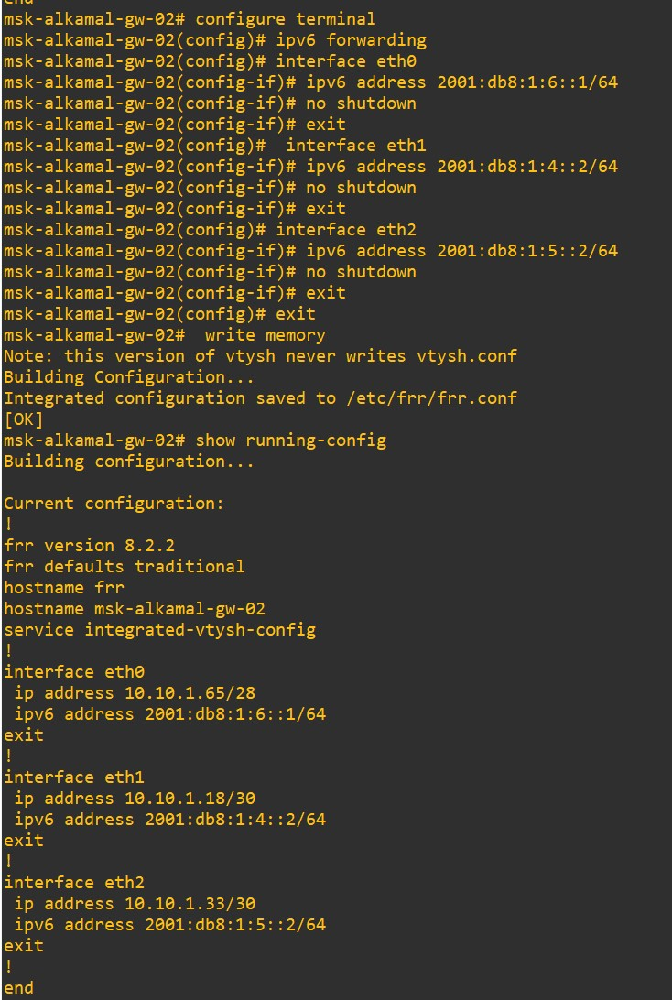 end
msk-alkamal-gw-02# configure terminal
msk-alkamal-gw-02(config)# ipv6 forwarding
msk-alkamal-gw-02(config)# interface eth0
msk-alkamal-gw-02(config-if)# ipv6 address 2001:db8:1:6::1/64
msk-alkamal-gw-02(config-if)# no shutdown
msk-alkamal-gw-02(config-if)# exit
msk-alkamal-gw-02(config)#  interface eth1
msk-alkamal-gw-02(config-if)# ipv6 address 2001:db8:1:4::2/64
msk-alkamal-gw-02(config-if)# no shutdown
msk-alkamal-gw-02(config-if)# exit
msk-alkamal-gw-02(config)# interface eth2
msk-alkamal-gw-02(config-if)# ipv6 address 2001:db8:1:5::2/64
msk-alkamal-gw-02(config-if)# no shutdown
msk-alkamal-gw-02(config-if)# exit
msk-alkamal-gw-02(config)# exit
msk-alkamal-gw-02#  write memory
Note: this version of vtysh never writes vtysh.conf
Building Configuration...
Integrated configuration saved to /etc/frr/frr.conf
[OK]
msk-alkamal-gw-02# show running-config
Building configuration...

Current configuration:
!
frr version 8.2.2
frr defaults traditional
hostname frr
hostname msk-alkamal-gw-02
service integrated-vtysh-config
!
interface eth0
 ip address 10.10.1.65/28
 ipv6 address 2001:db8:1:6::1/64
exit
!
interface eth1
 ip address 10.10.1.18/30
 ipv6 address 2001:db8:1:4::2/64
exit
!
interface eth2
 ip address 10.10.1.33/30
 ipv6 address 2001:db8:1:5::2/64
exit
!
end